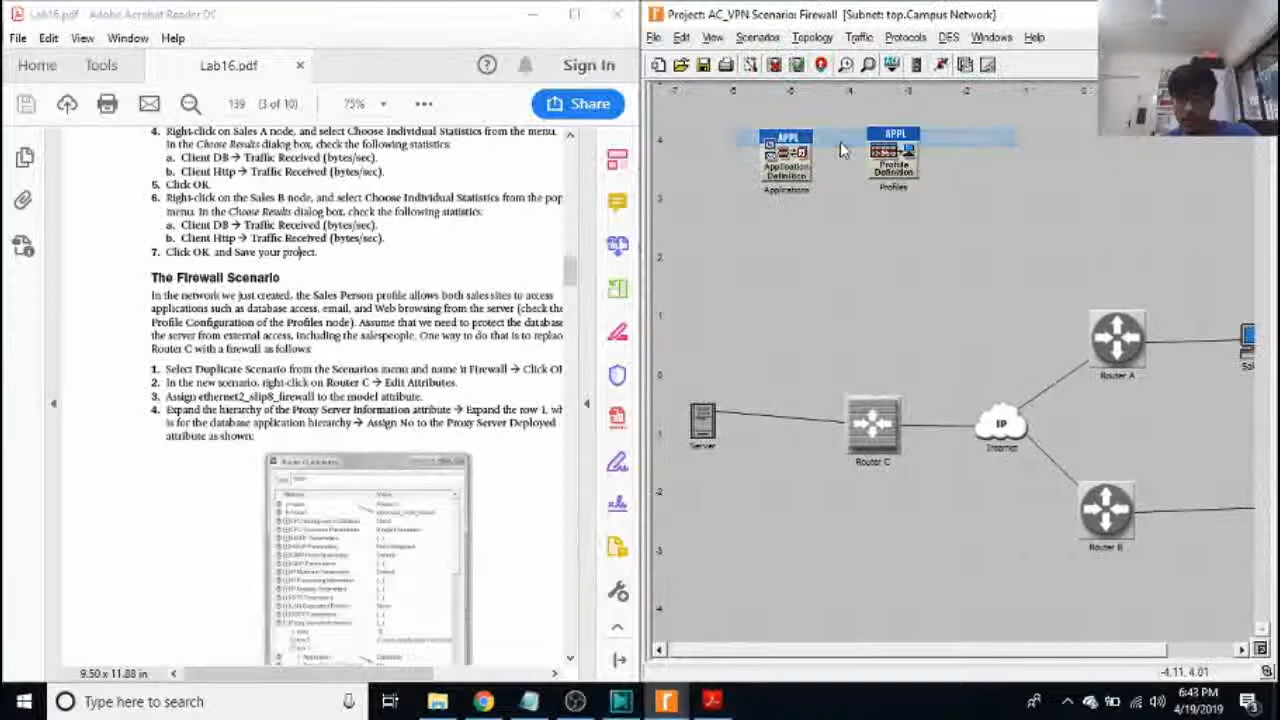 Lab16.pdf - Adobe Acrobat Reader DC
File Edit View Window Help
Home Tools Lab16.pdf × Sign In
139 (3 of 10) 75% Share
4. Right-click on Sales A node, and select Choose Individual Statistics from the menu.
In the Choose Results dialog box, check the following statistics:
a. Client DB → Traffic Received (bytes/sec).
b. Client Http → Traffic Received (bytes/sec).
5. Click OK.
6. Right-click on the Sales B node, and select Choose Individual Statistics from the pop
menu. In the Choose Results dialog box, check the following statistics:
a. Client DB → Traffic Received (bytes/sec).
b. Client Http → Traffic Received (bytes/sec).
7. Click OK and Save your project.
The Firewall Scenario
In the network we just created, the Sales Person profile allows both sales sites to access
applications such as database access, email, and Web browsing from the server (check the
Profile Configuration of the Profiles node). Assume that we need to protect the database
the server from external access, including the salespeople. One way to do that is to replac
Router C with a firewall as follows:
1. Select Duplicate Scenario from the Scenarios menu and name it Firewall → Click OK
2. In the new scenario, right-click on Router C → Edit Attributes.
3. Assign ethernet2_slip8_firewall to the model attribute.
4. Expand the hierarchy of the Proxy Server Information attribute → Expand the row 1, wh
is for the database application hierarchy → Assign No to the Proxy Server Deployed
attribute as shown:
9.50 x 11.88 in
Project: AC_VPN Scenario: Firewall [Subnet: top.Campus Network]
File Edit View Scenarios Topology Traffic Protocols DES Windows Help
APPL
Application
Definition
Applications
APPL
Profile
Definition
Profiles
Router A
Server
Router C
IP
Internet
Router B
-4.11, 4.01
Type here to search
6:43 PM
4/19/2019